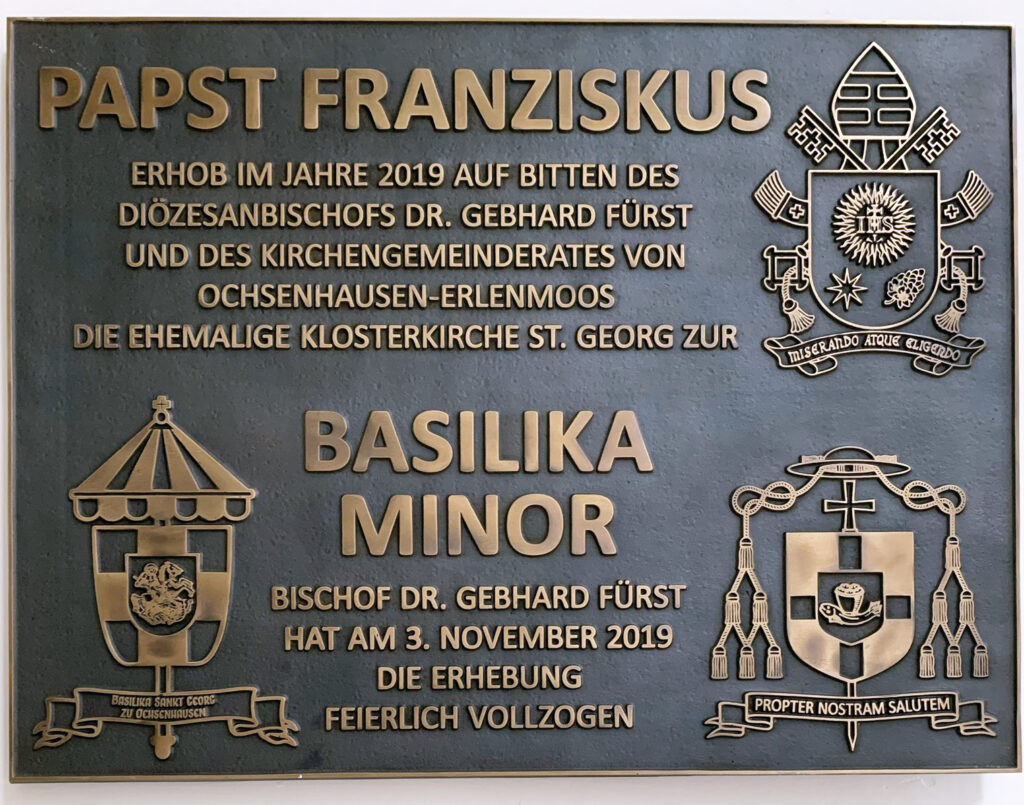 PAPST FRANZISKUS
ERHOB IM JAHRE 2019 AUF BITTEN DES
DIÖZESANBISCHOFS DR. GEBHARD FÜRST
UND DES KIRCHENGEMEINDERATES VON
OCHSENHAUSEN-ERLENMOOS
DIE EHEMALIGE KLOSTERKIRCHE ST. GEORG ZUR
IHS
MISERANDO ATQUE ELIGENDO
BASILIKA
MINOR
BISCHOF DR. GEBHARD FÜRST
HAT AM 3. NOVEMBER 2019
DIE ERHEBUNG
FEIERLICH VOLLZOGEN
BASILIKA SANKT GEORG
ZU OCHSENHAUSEN
PROPTER NOSTRAM SALUTEM